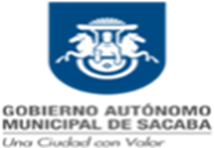 GOBIERNO AUTÓNOMO
MUNICIPAL DE SACABA
Una Ciudad con Valor